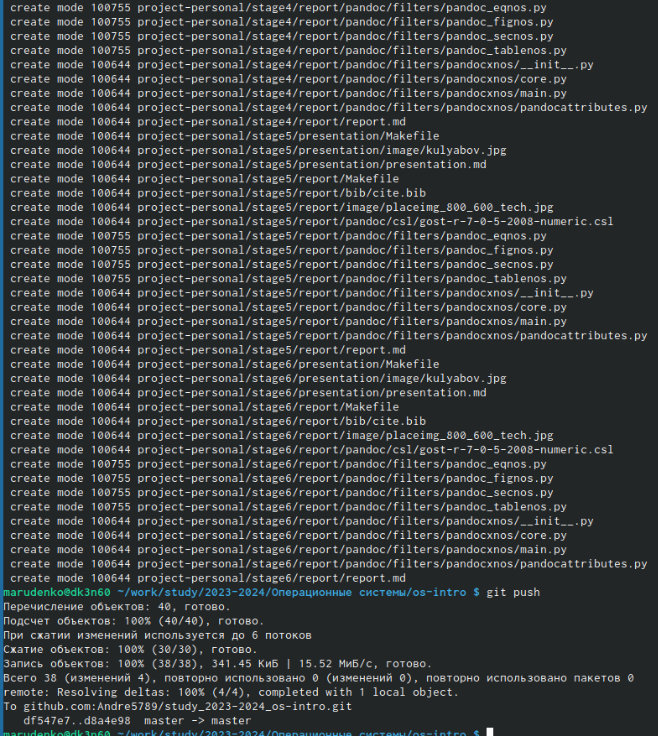 create mode 100755 project-personal/stage4/report/pandoc/filters/pandoc_eqnos.py
create mode 100755 project-personal/stage4/report/pandoc/filters/pandoc_fignos.py
create mode 100755 project-personal/stage4/report/pandoc/filters/pandoc_secnos.py
create mode 100755 project-personal/stage4/report/pandoc/filters/pandoc_tablenos.py
create mode 100644 project-personal/stage4/report/pandoc/filters/pandocxnos/__init__.py
create mode 100644 project-personal/stage4/report/pandoc/filters/pandocxnos/core.py
create mode 100644 project-personal/stage4/report/pandoc/filters/pandocxnos/main.py
create mode 100644 project-personal/stage4/report/pandoc/filters/pandocxnos/pandocattributes.py
create mode 100644 project-personal/stage4/report/report.md
create mode 100644 project-personal/stage5/presentation/Makefile
create mode 100644 project-personal/stage5/presentation/image/kulyabov.jpg
create mode 100644 project-personal/stage5/presentation/presentation.md
create mode 100644 project-personal/stage5/report/Makefile
create mode 100644 project-personal/stage5/report/bib/cite.bib
create mode 100644 project-personal/stage5/report/image/placeimg_800_600_tech.jpg
create mode 100644 project-personal/stage5/report/pandoc/csl/gost-r-7-0-5-2008-numeric.csl
create mode 100755 project-personal/stage5/report/pandoc/filters/pandoc_eqnos.py
create mode 100755 project-personal/stage5/report/pandoc/filters/pandoc_fignos.py
create mode 100755 project-personal/stage5/report/pandoc/filters/pandoc_secnos.py
create mode 100755 project-personal/stage5/report/pandoc/filters/pandoc_tablenos.py
create mode 100644 project-personal/stage5/report/pandoc/filters/pandocxnos/__init__.py
create mode 100644 project-personal/stage5/report/pandoc/filters/pandocxnos/core.py
create mode 100644 project-personal/stage5/report/pandoc/filters/pandocxnos/main.py
create mode 100644 project-personal/stage5/report/pandoc/filters/pandocxnos/pandocattributes.py
create mode 100644 project-personal/stage5/report/report.md
create mode 100644 project-personal/stage6/presentation/Makefile
create mode 100644 project-personal/stage6/presentation/image/kulyabov.jpg
create mode 100644 project-personal/stage6/presentation/presentation.md
create mode 100644 project-personal/stage6/report/Makefile
create mode 100644 project-personal/stage6/report/bib/cite.bib
create mode 100644 project-personal/stage6/report/image/placeimg_800_600_tech.jpg
create mode 100644 project-personal/stage6/report/pandoc/csl/gost-r-7-0-5-2008-numeric.csl
create mode 100755 project-personal/stage6/report/pandoc/filters/pandoc_eqnos.py
create mode 100755 project-personal/stage6/report/pandoc/filters/pandoc_fignos.py
create mode 100755 project-personal/stage6/report/pandoc/filters/pandoc_secnos.py
create mode 100755 project-personal/stage6/report/pandoc/filters/pandoc_tablenos.py
create mode 100644 project-personal/stage6/report/pandoc/filters/pandocxnos/__init__.py
create mode 100644 project-personal/stage6/report/pandoc/filters/pandocxnos/core.py
create mode 100644 project-personal/stage6/report/pandoc/filters/pandocxnos/main.py
create mode 100644 project-personal/stage6/report/pandoc/filters/pandocxnos/pandocattributes.py
create mode 100644 project-personal/stage6/report/report.md
marudenko@dk3n60 ~/work/study/2023-2024/Операционные системы/os-intro $ git push
Перечисление объектов: 40, готово.
Подсчет объектов: 100% (40/40), готово.
При сжатии изменений используется до 6 потоков
Сжатие объектов: 100% (30/30), готово.
Запись объектов: 100% (38/38), 341.45 КиБ | 15.52 МиБ/с, готово.
Всего 38 (изменений 4), повторно использовано 0 (изменений 0), повторно использовано пакетов 0
remote: Resolving deltas: 100% (4/4), completed with 1 local object.
To github.com:Andre5789/study_2023-2024_os-intro.git
df547e7..d8a4e98  master -> master
marudenko@dk3n60 ~/work/study/2023-2024/Операционные системы/os-intro $